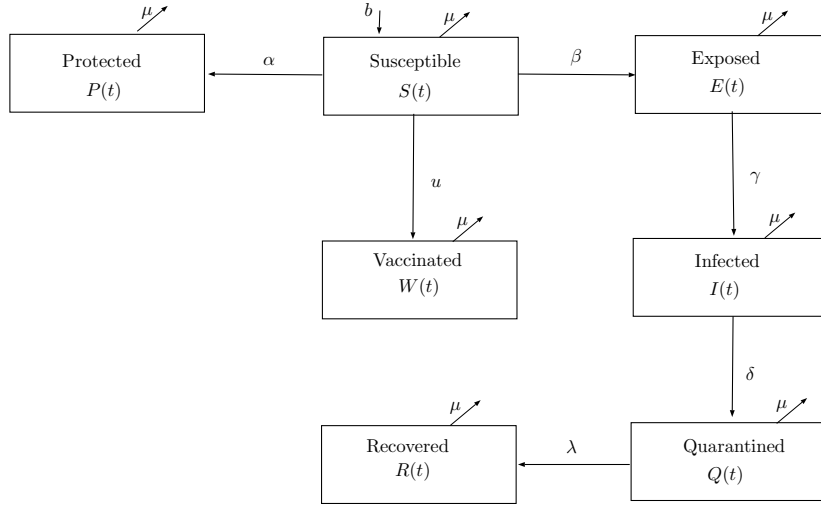 μ
b
μ
μ
Protected
P(t)
α
Susceptible
S(t)
β
Exposed
E(t)
u
γ
μ
μ
Vaccinated
W(t)
Infected
I(t)
δ
μ
μ
Recovered
R(t)
λ
Quarantined
Q(t)